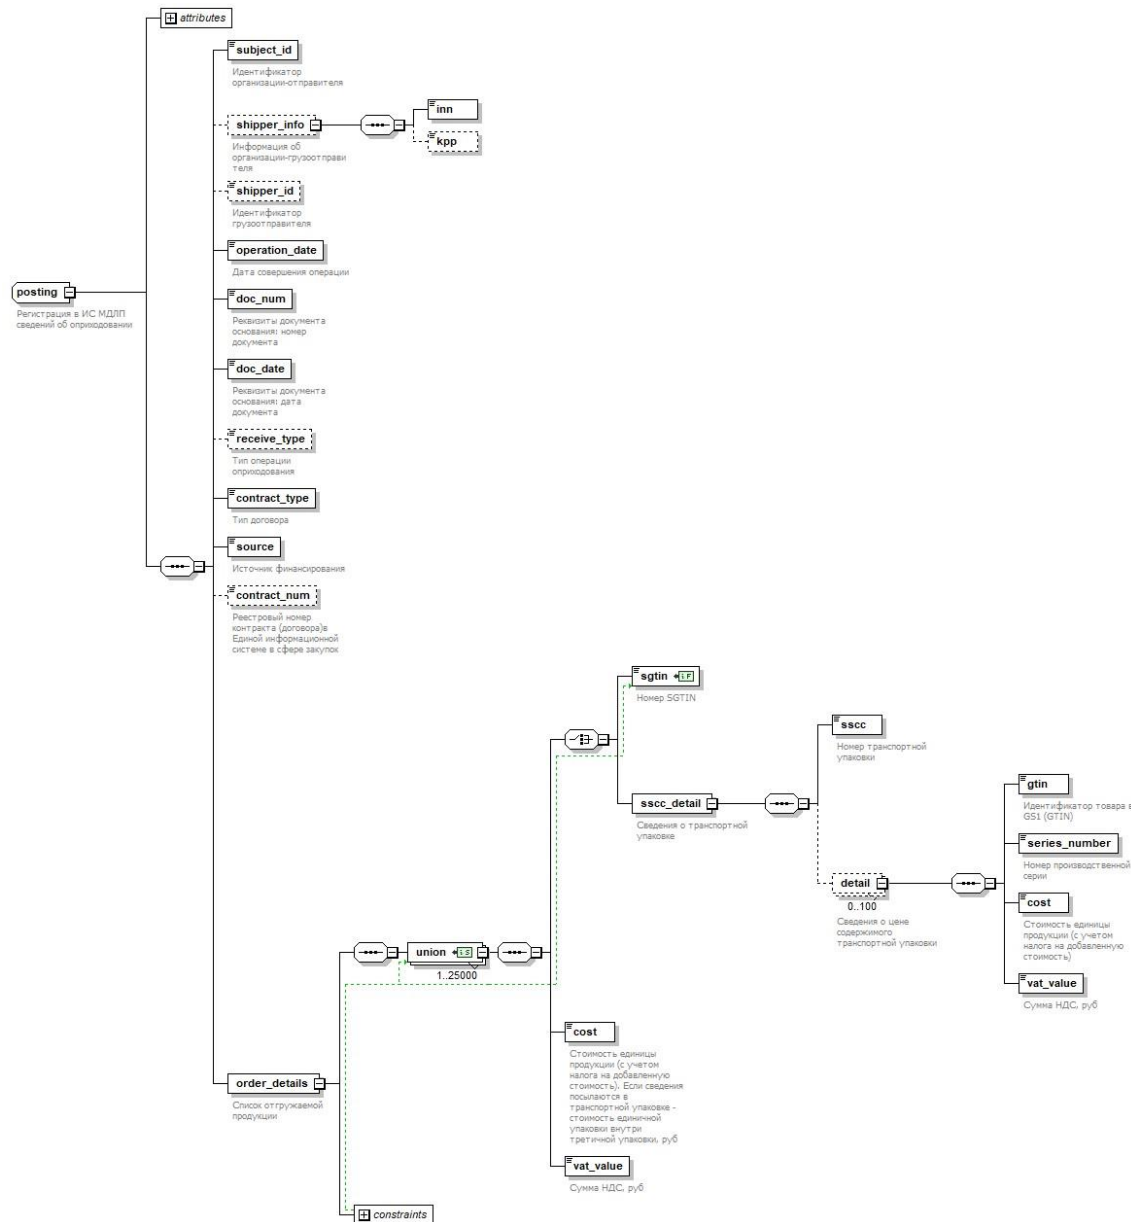 attributes
subject_id
Идентификатор
организации-отправителя
shipper_info
Информация об
организации-грузоотправи
теля
inn
kpp
shipper_id
Идентификатор
грузоотправителя
operation_date
Дата совершения операции
posting
Регистрация в ИС МДЛП
сведений об оприходовании
doc_num
Реквизиты документа
основания: номер
документа
doc_date
Реквизиты документа
основания: дата
документа
receive_type
Тип операции
оприходования
contract_type
Тип договора
source
Источник финансирования
contract_num
Реестровый номер
контракта (договора)в
Единой информационной
системе в сфере закупок
order_details
Список отгружаемой
продукции
union
1..25000
sgtin
Номер SGTIN
sscc_detail
Сведения о транспортной
упаковке
sscc
Номер транспортной
упаковки
detail
0..100
Сведения о цене
содержимого
транспортной упаковки
gtin
Идентификатор товара в
GS1 (GTIN)
series_number
Номер производственной
серии
cost
Стоимость единицы
продукции (с учетом
налога на добавленную
стоимость)
vat_value
Сумма НДС, руб
cost
Стоимость единицы
продукции (с учетом
налога на добавленную
стоимость). Если сведения
посылаются в
транспортной упаковке -
стоимость единичной
упаковки внутри
третичной упаковки, руб
vat_value
Сумма НДС, руб
constraints